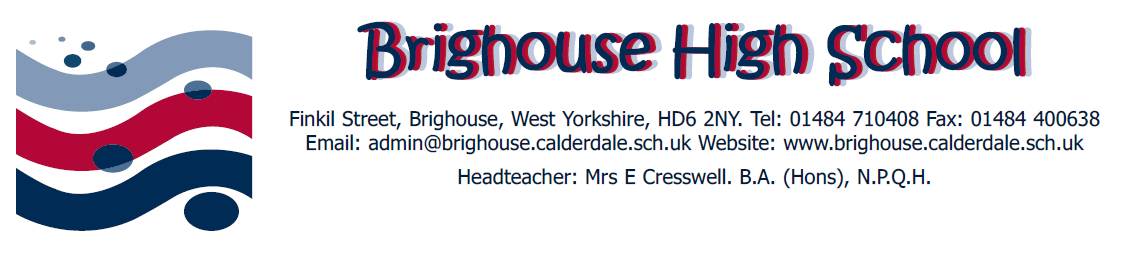 Brighouse High School
Finkil Street, Brighouse, West Yorkshire, HD6 2NY. Tel: 01484 710408 Fax: 01484 400638
Email: admin@brighouse.calderdale.sch.uk Website: www.brighouse.calderdale.sch.uk
Headteacher: Mrs E Cresswell. B.A. (Hons), N.P.Q.H.